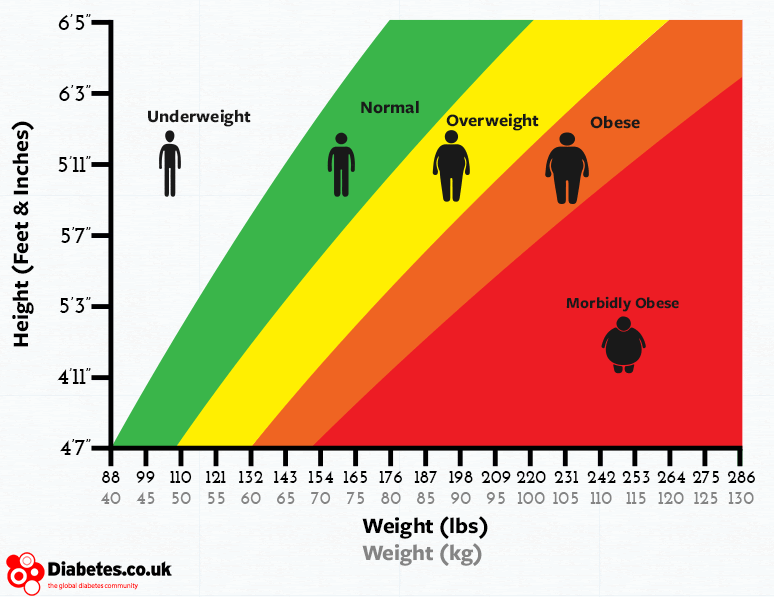 6'5"
6'3"
5'11"
5'7"
5'3"
4'11"
4'7"
Height (Feet & Inches)
Underweight
Normal
Overweight
Obese
Morbidly Obese
88 99 110 121 132 143 154 165 176 187 198 209 220 231 242 253 264 275 286
40 45 50 55 60 65 70 75 80 85 90 95 100 105 110 115 120 125 130
Weight (lbs)
Weight (kg)
Diabetes.co.uk
the global diabetes community